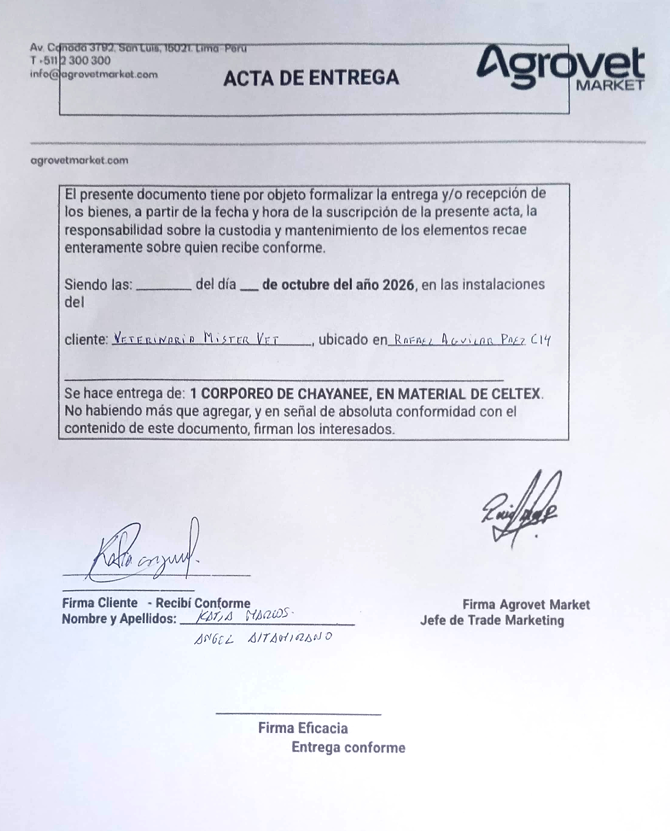 Av. Canada 3792, San Luis, 15021. Lima Peru
T +511 2 300 300
info@agrovetmarket.com
ACTA DE ENTREGA
Agrovet
MARKET
agrovetmarket.com
El presente documento tiene por objeto formalizar la entrega y/o recepción de
los bienes, a partir de la fecha y hora de la suscripción de la presente acta, la
responsabilidad sobre la custodia y mantenimiento de los elementos recae
enteramente sobre quien recibe conforme.
Siendo las: ________ del día ___ de octubre del año 2026, en las instalaciones
del
cliente: VETERINARIA MISTER VET, ubicado en RAFAEL AGUILAR PAEZ C14
Se hace entrega de: 1 CORPOREO DE CHAYANEE, EN MATERIAL DE CELTEX.
No habiendo más que agregar, y en señal de absoluta conformidad con el
contenido de este documento, firman los interesados.
Firma Cliente - Recibí Conforme
Nombre y Apellidos: KATIA MARCOS.
ANGEL ALTAMIRANO
Firma Agrovet Market
Jefe de Trade Marketing
Firma Eficacia
Entrega conforme